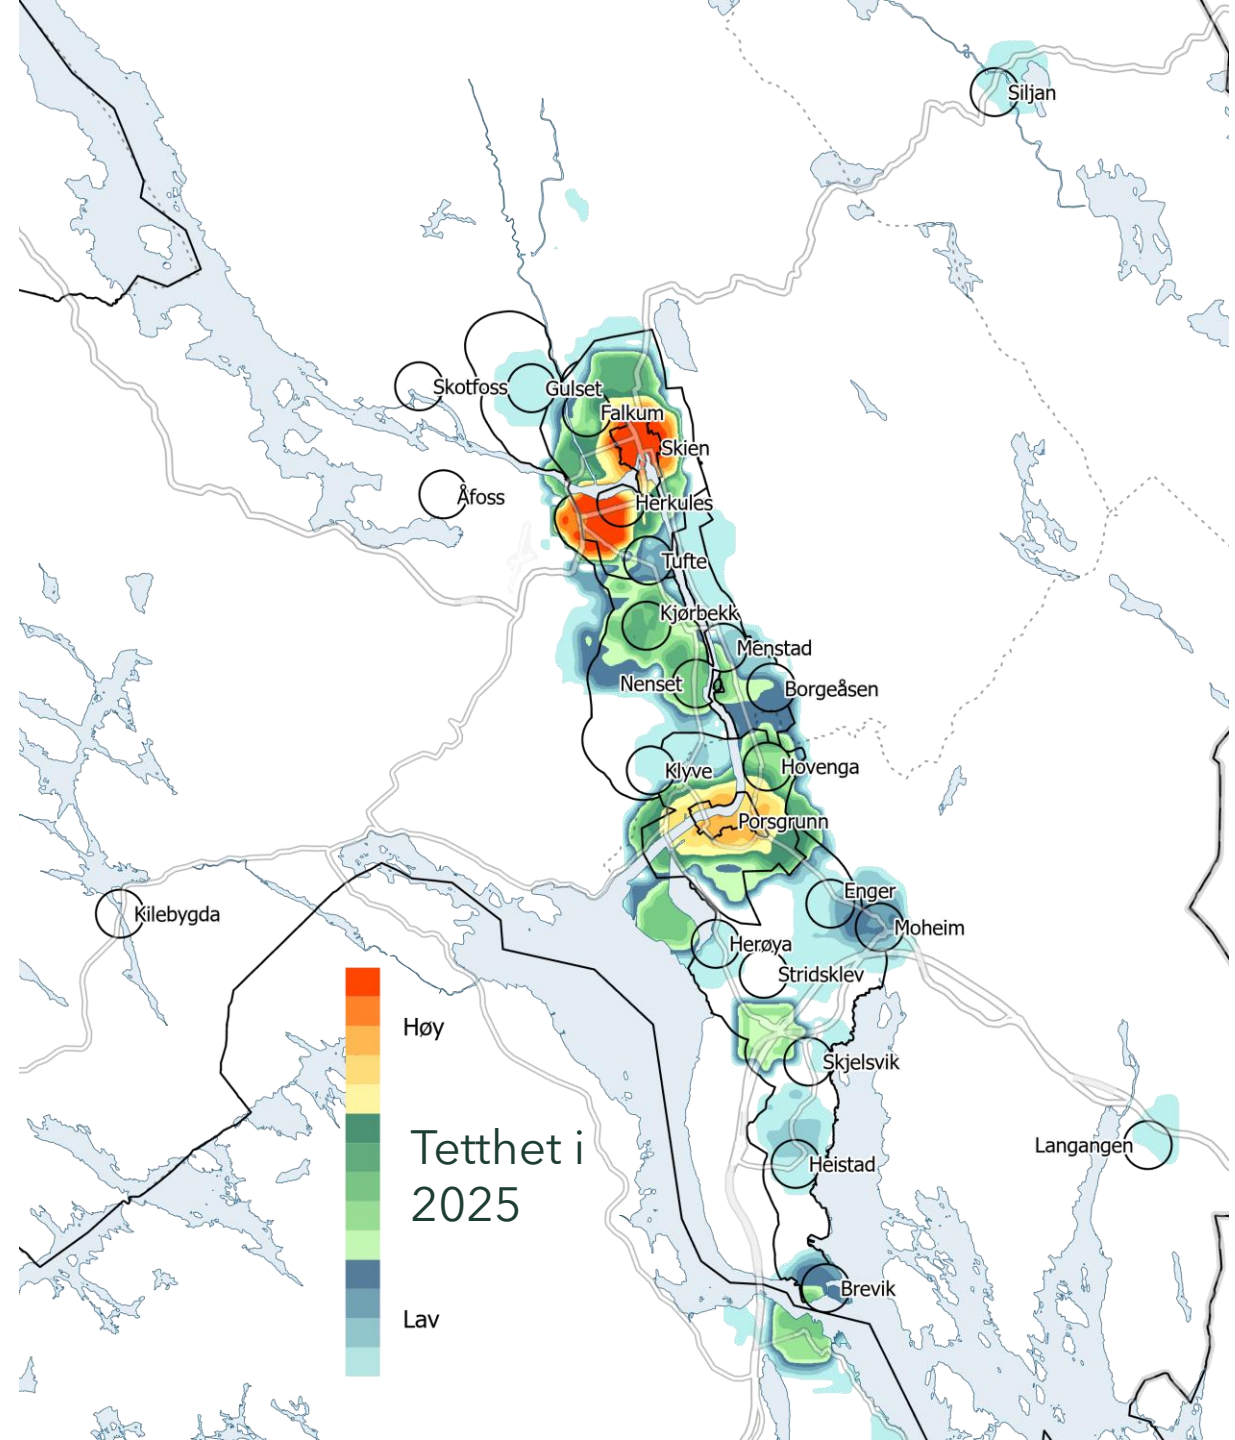 Siljan
Skotfoss
Gulset
Falkum
Skien
Åfoss
Herkules
Tufte
Kjørbekk
Menstad
Nenset
Borgeåsen
Klyve
Hovenga
Porsgrunn
Enger
Kilebygda
Moheim
Herøya
Stridsklev
Høy
Skjelsvik
Tetthet i
2025
Langangen
Heistad
Brevik
Lav